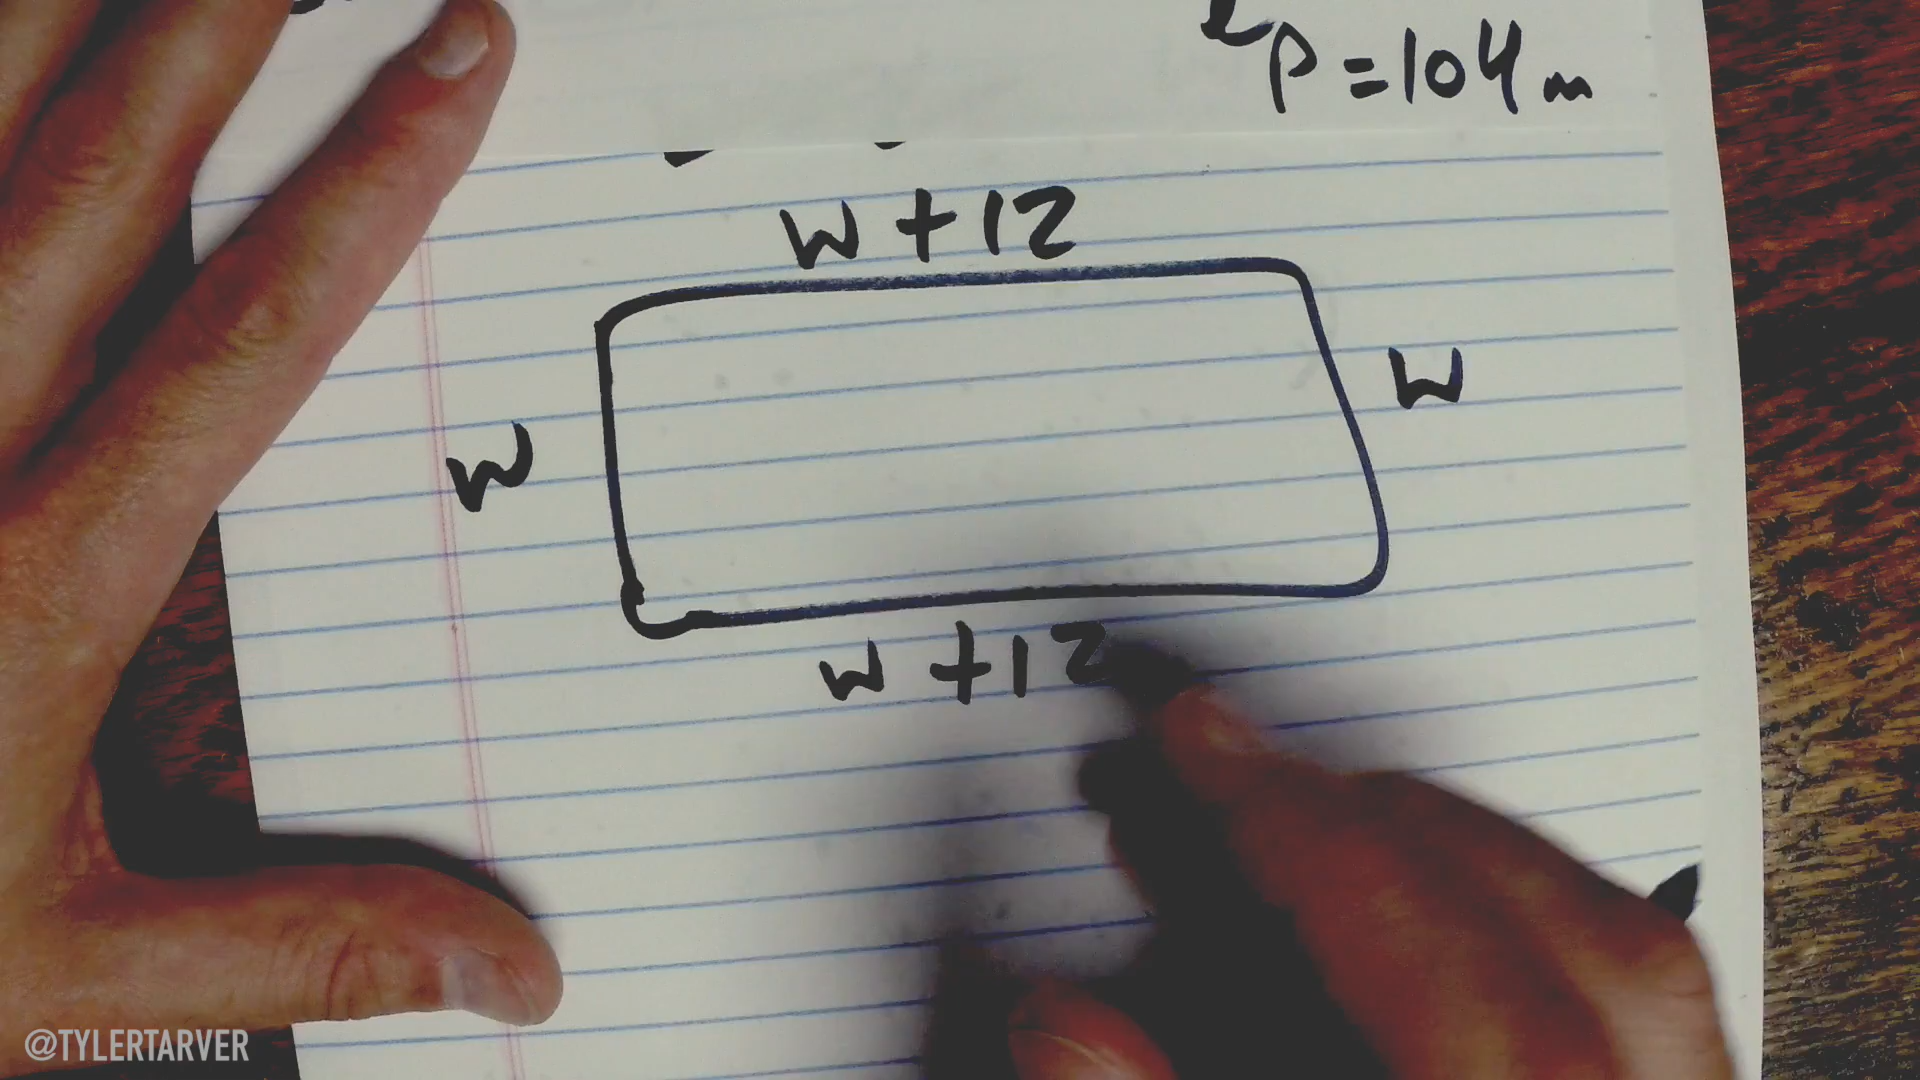 P = 104 m
W + 12
W
W
W + 12
@TYLERTARVER